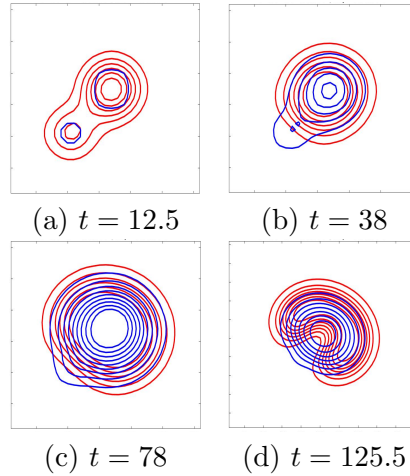 (a) t = 12.5
(b) t = 38
(c) t = 78
(d) t = 125.5